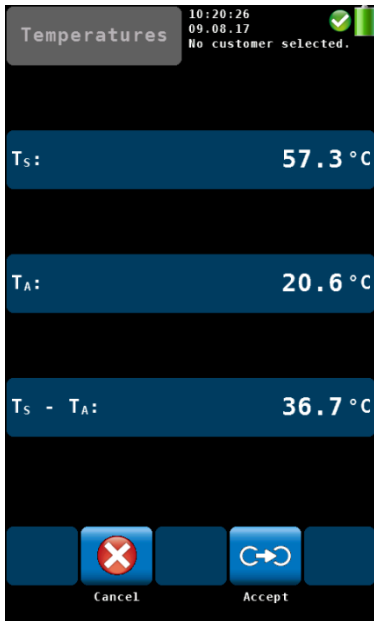 Temperatures
10:20:26
09.08.17
No customer selected.
Ts: 57.3 °C
TA: 20.6 °C
Ts - TA: 36.7 °C
Cancel Accept